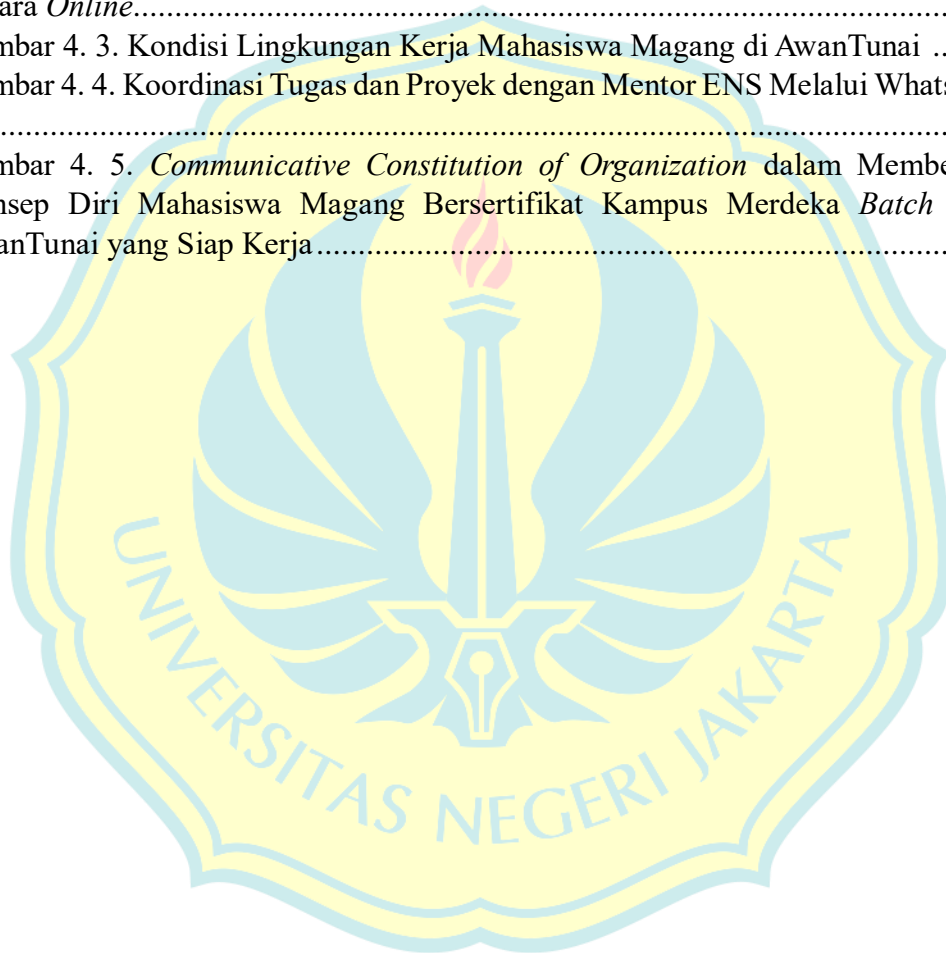 ara Online....................................................................................................
mbar 4. 3. Kondisi Lingkungan Kerja Mahasiswa Magang di AwanTunai ..
mbar 4. 4. Koordinasi Tugas dan Proyek dengan Mentor ENS Melalui Whats
....................................................................................................
mbar 4. 5. Communicative Constitution of Organization dalam Membe
nsep Diri Mahasiswa Magang Bersertifikat Kampus Merdeka Batch
anTunai yang Siap Kerja....................................................................................................
UNIVERSITAS NEGERI JAKARTA